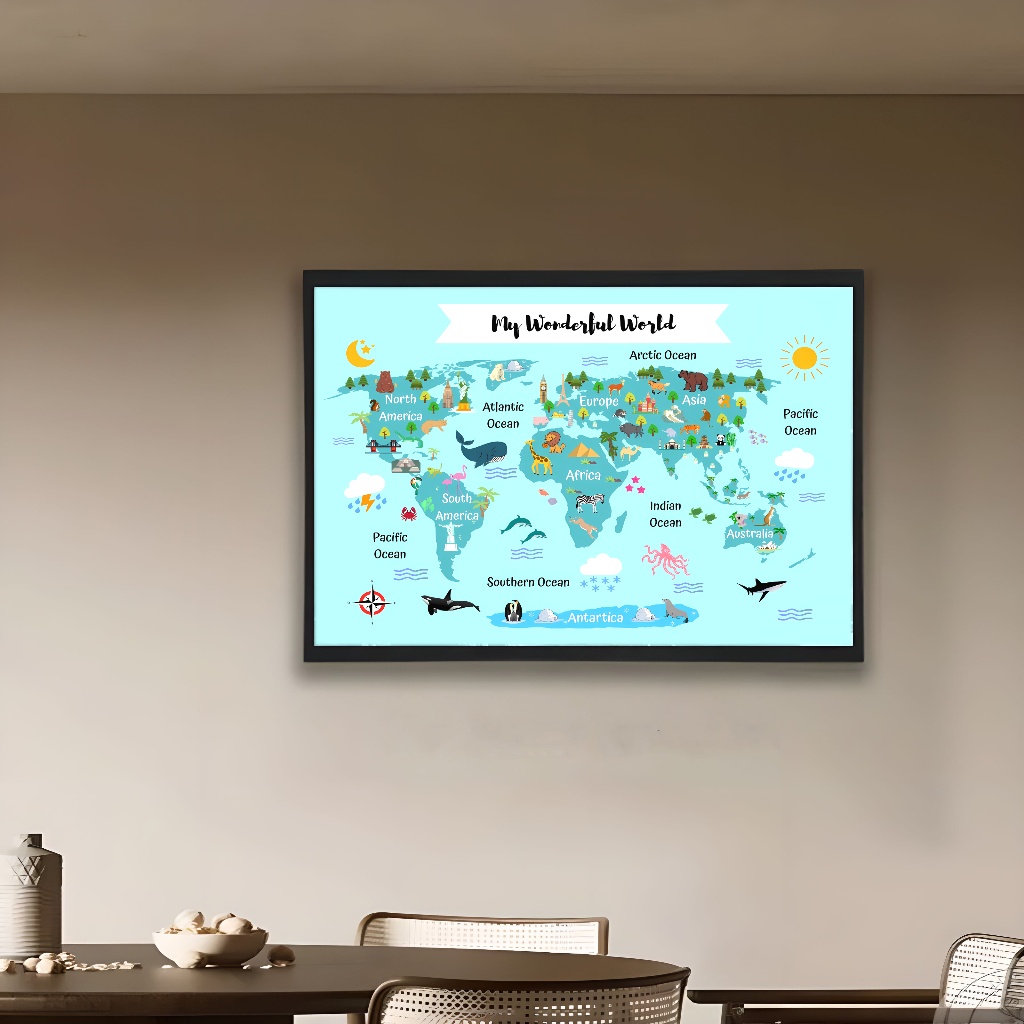 My Wonderful World
Arctic Ocean
North
America
Atlantic
Ocean
Europe
Asia
Pacific
Ocean
Africa
South
America
Indian
Ocean
Australia
Pacific
Ocean
Southern Ocean
Antartica